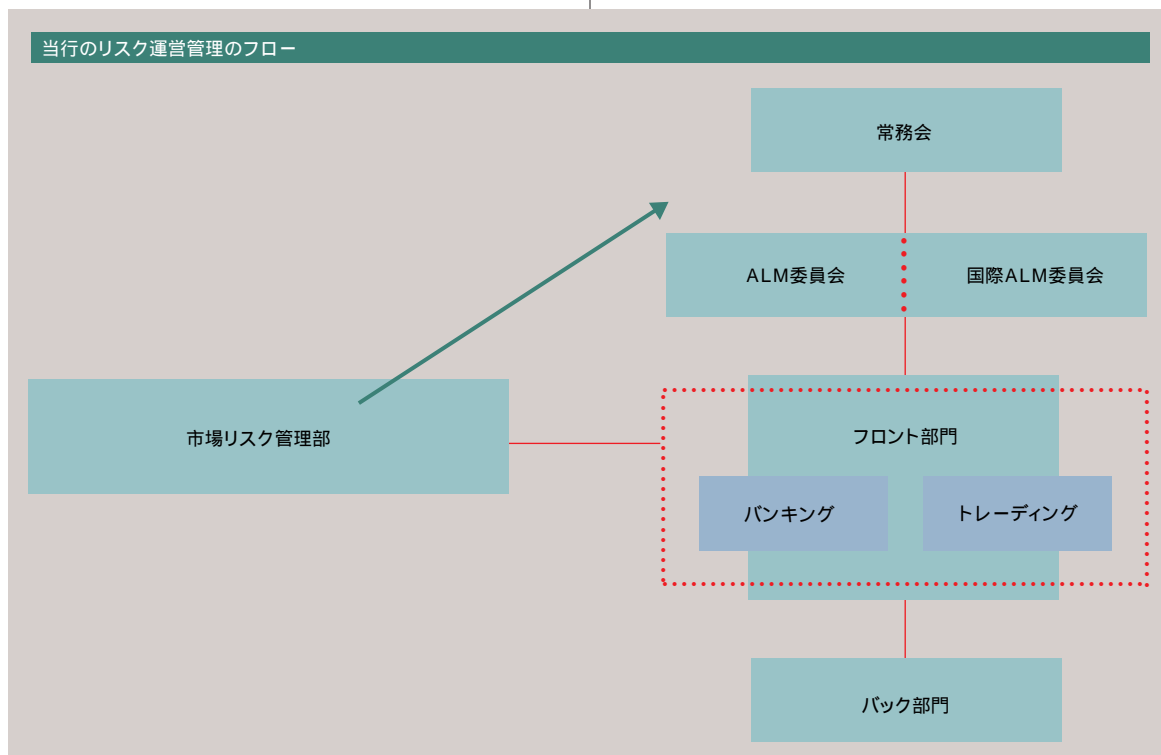 当行のリスク運営管理のフロー
常務会
ALM委員会
国際ALM委員会
市場リスク管理部
フロント部門
バンキング
トレーディング
バック部門